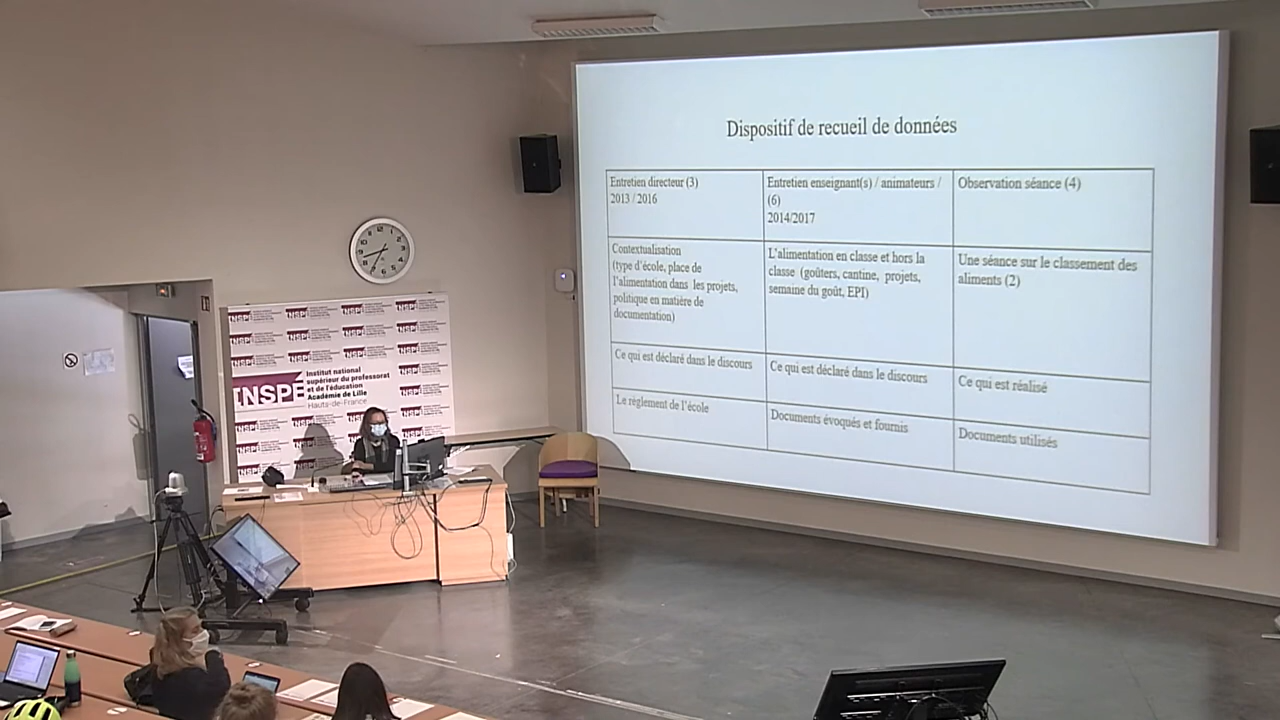 Dispositif de recueil de données
Entretien directeur (3)
2013 / 2016
Entretien enseignant(s) / animateurs /
(6)
2014/2017
Observation séance (4)
Contextualisation
(type d'école, place de
l'alimentation dans les projets,
politique en matière de
documentation)
L'alimentation en classe et hors la
classe (goûters, cantine, projets,
semaine du goût, EPI)
Une séance sur le classement des
aliments (2)
Ce qui est déclaré dans le discours
Ce qui est déclaré dans le discours
Ce qui est réalisé
Le règlement de l'école
Documents évoqués et fournis
Documents utilisés
INSPÉ
Institut national
supérieur du professorat
et de l'éducation
Académie de Lille
Hauts-de-France